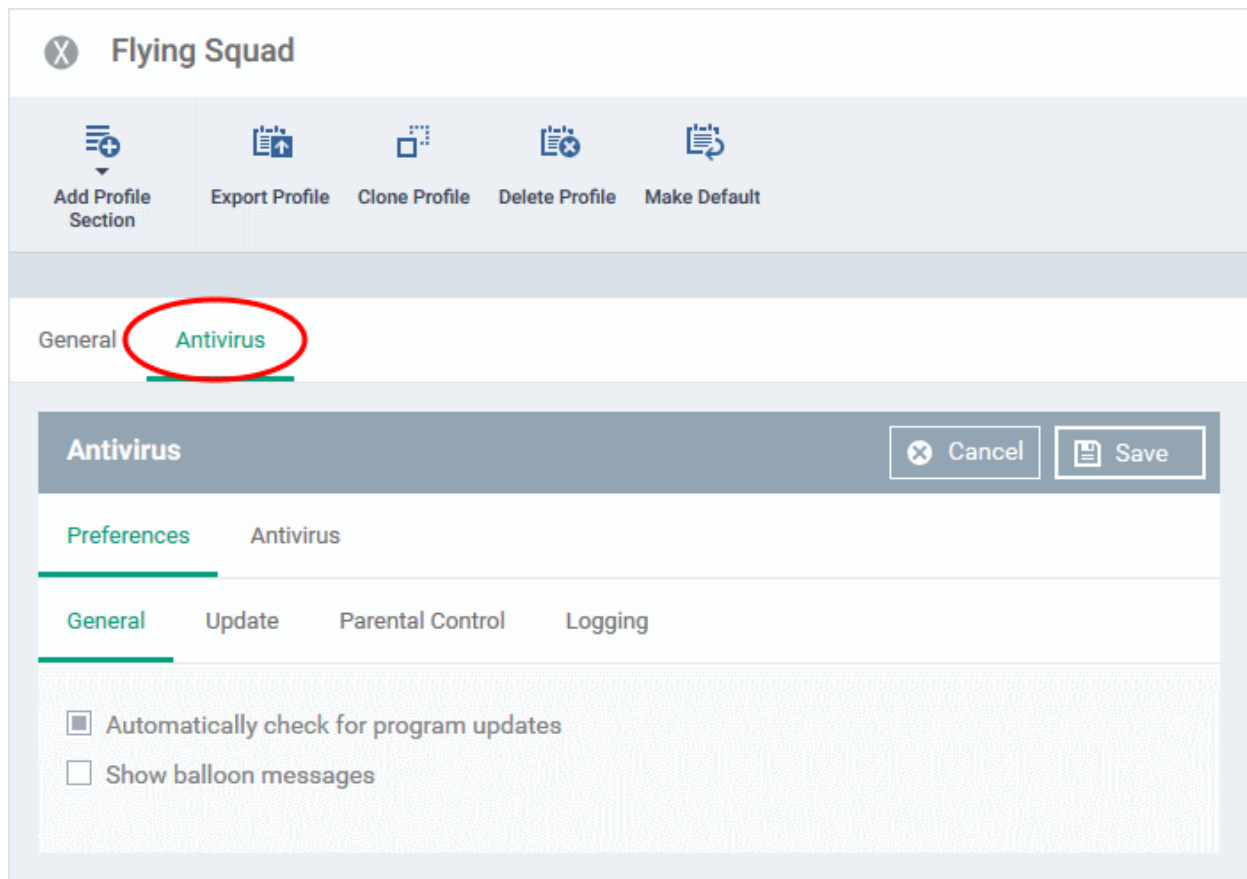 X Flying Squad
Add Profile
Section
Export Profile
Clone Profile
Delete Profile
Make Default
General
Antivirus
Antivirus
Cancel
Save
Preferences
Antivirus
General
Update
Parental Control
Logging
Automatically check for program updates
Show balloon messages